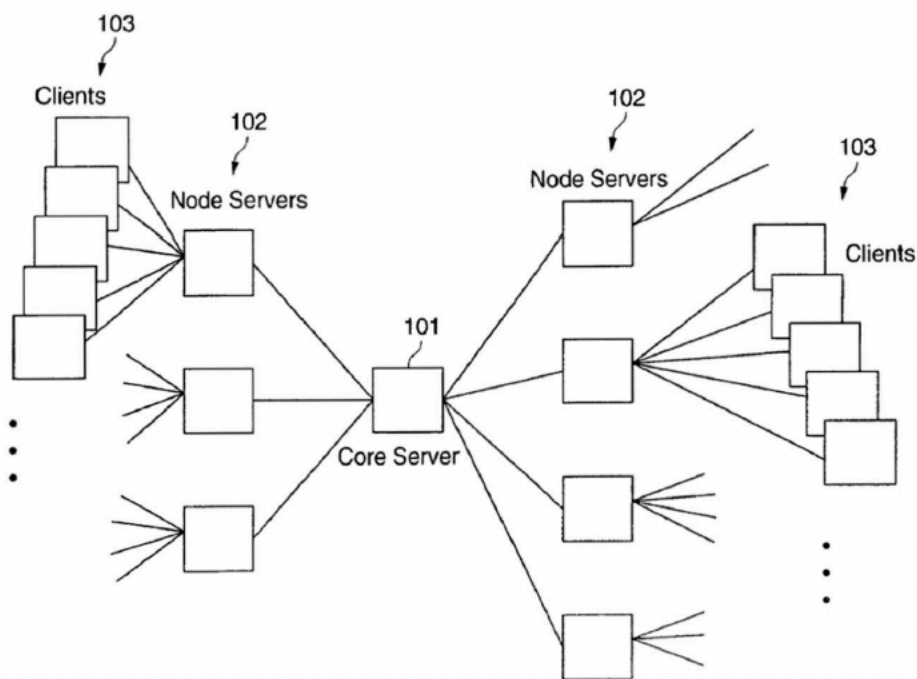 103
Clients
102
Node Servers
101
Core Server
102
Node Servers
103
Clients